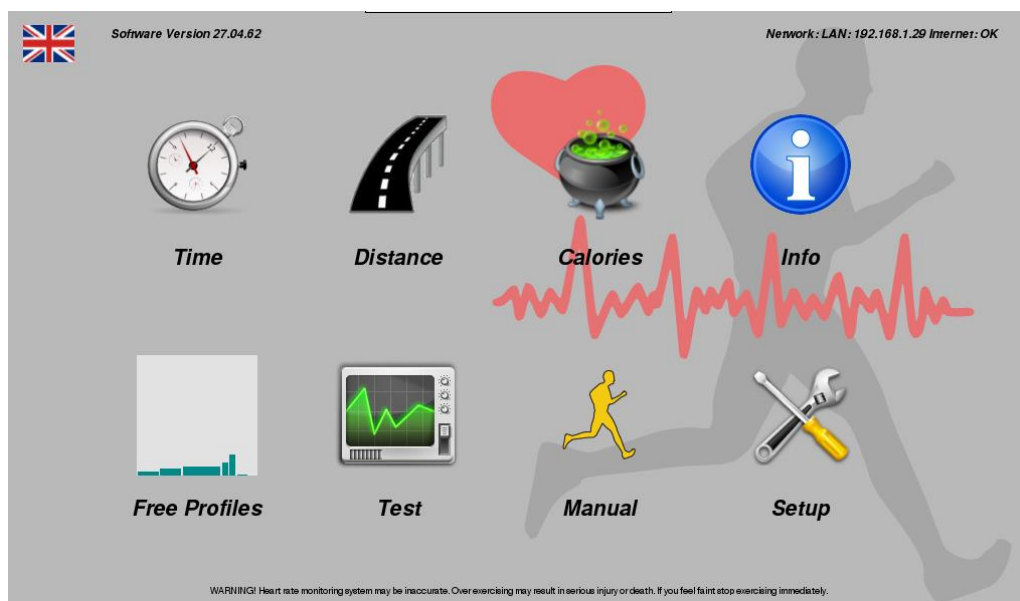 Software Version 27.04.62
Network: LAN: 192.168.1.29 Internet: OK
Time
Distance
Calories
Info
Free Profiles
Test
Manual
Setup
WARNING! Heart rate monitoring system may be inaccurate. Over exercising may result in serious injury or death. If you feel faint stop exercising immediately.